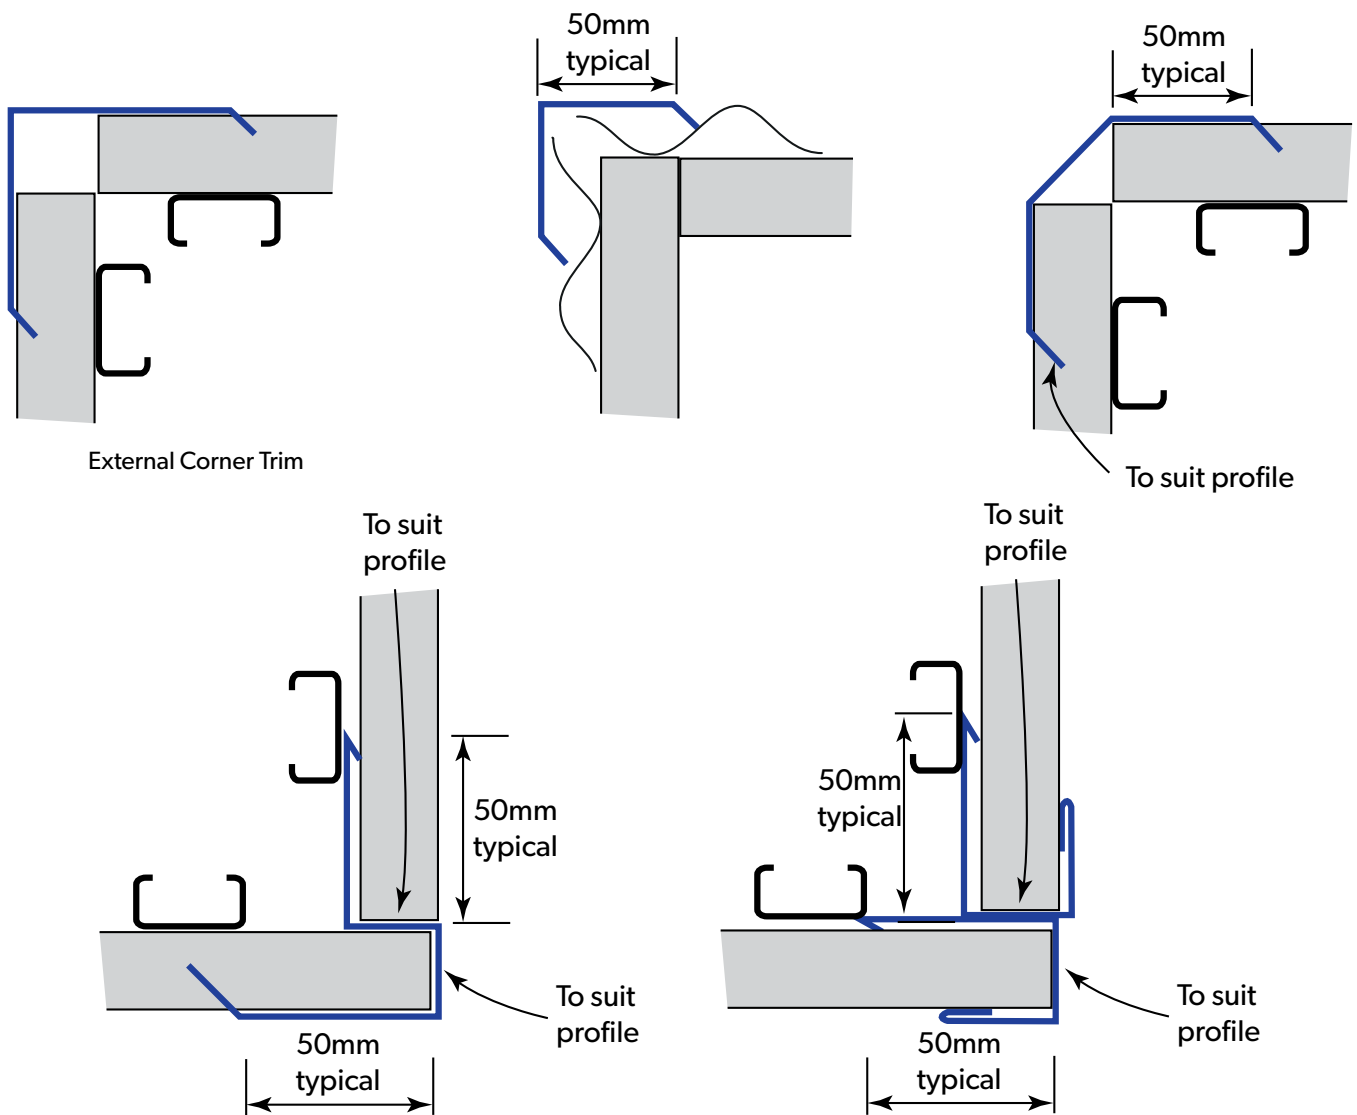 50mm
typical
50mm
typical
External Corner Trim
To suit profile
To suit
profile
To suit
profile
50mm
typical
50mm
typical
To suit
profile
To suit
profile
50mm
typical
50mm
typical